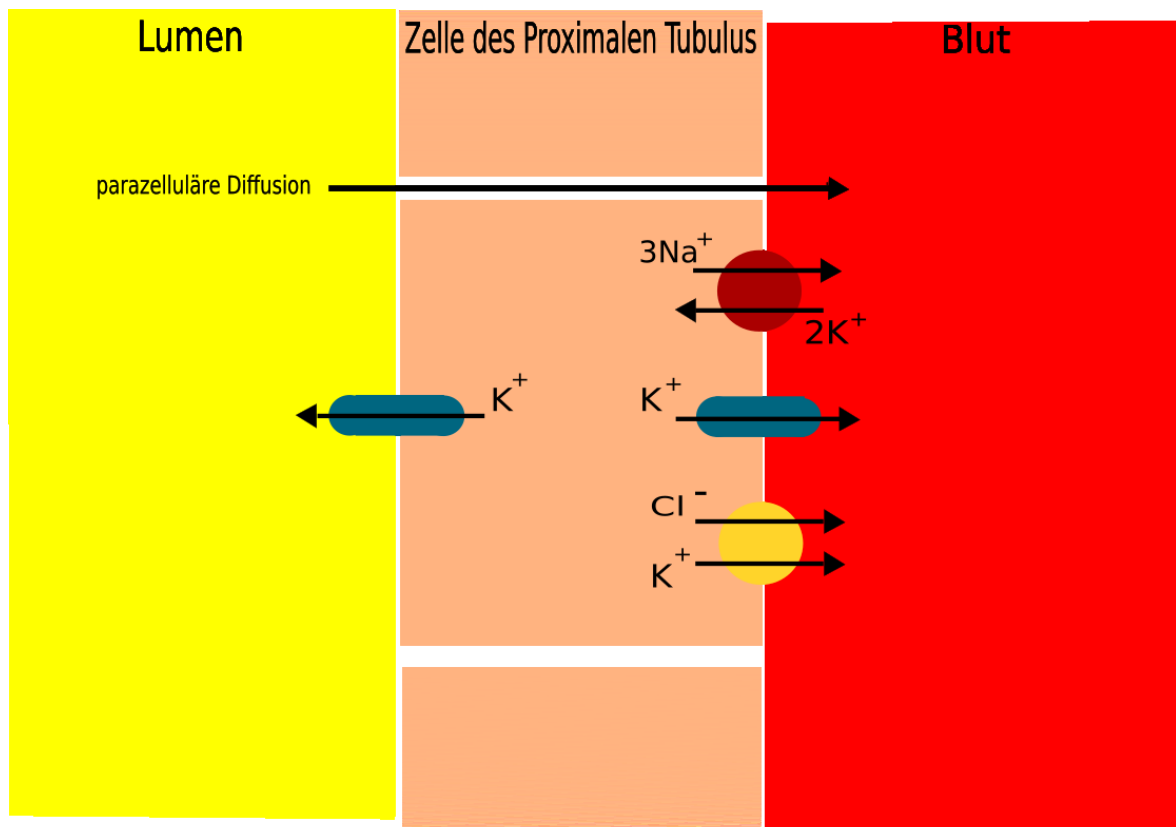 Lumen
Zelle des Proximalen Tubulus
Blut
parazelluläre Diffusion
3Na⁺
2K⁺
K⁺
K⁺
Cl⁻
K⁺